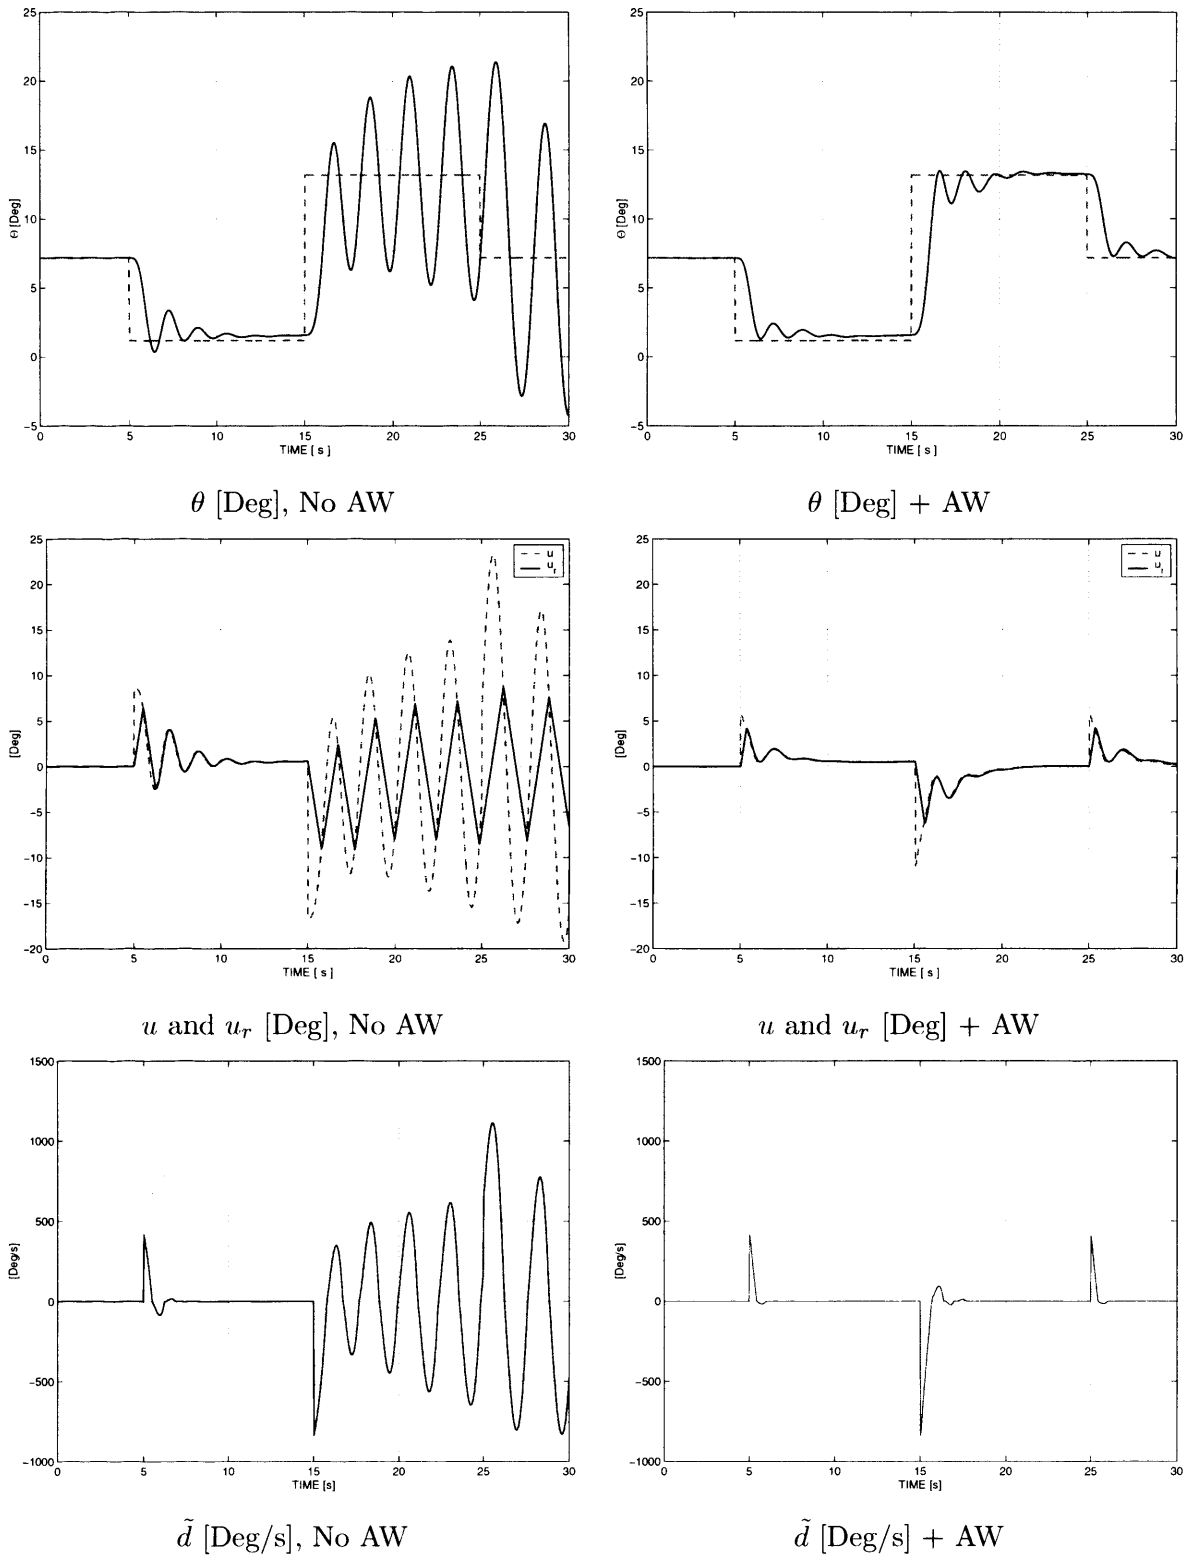 25
20
15
10
5
0
−5
Θ [Deg]
0 5 10 15 20 25 30
TIME [ s ]
θ [Deg], No AW
25
20
15
10
5
0
−5
Θ [Deg]
0 5 10 15 20 25 30
TIME [ s ]
θ [Deg] + AW
25
20
15
10
5
0
−5
−10
−15
−20
[Deg]
u
u_r
0 5 10 15 20 25 30
TIME [ s ]
u and u_r [Deg], No AW
25
20
15
10
5
0
−5
−10
−15
−20
[Deg]
u
u_r
0 5 10 15 20 25 30
TIME [ s ]
u and u_r [Deg] + AW
1500
1000
500
0
−500
−1000
[Deg/s]
0 5 10 15 20 25 30
TIME [s]
d̃ [Deg/s], No AW
1500
1000
500
0
−500
−1000
[Deg/s]
0 5 10 15 20 25 30
TIME [s]
d̃ [Deg/s] + AW